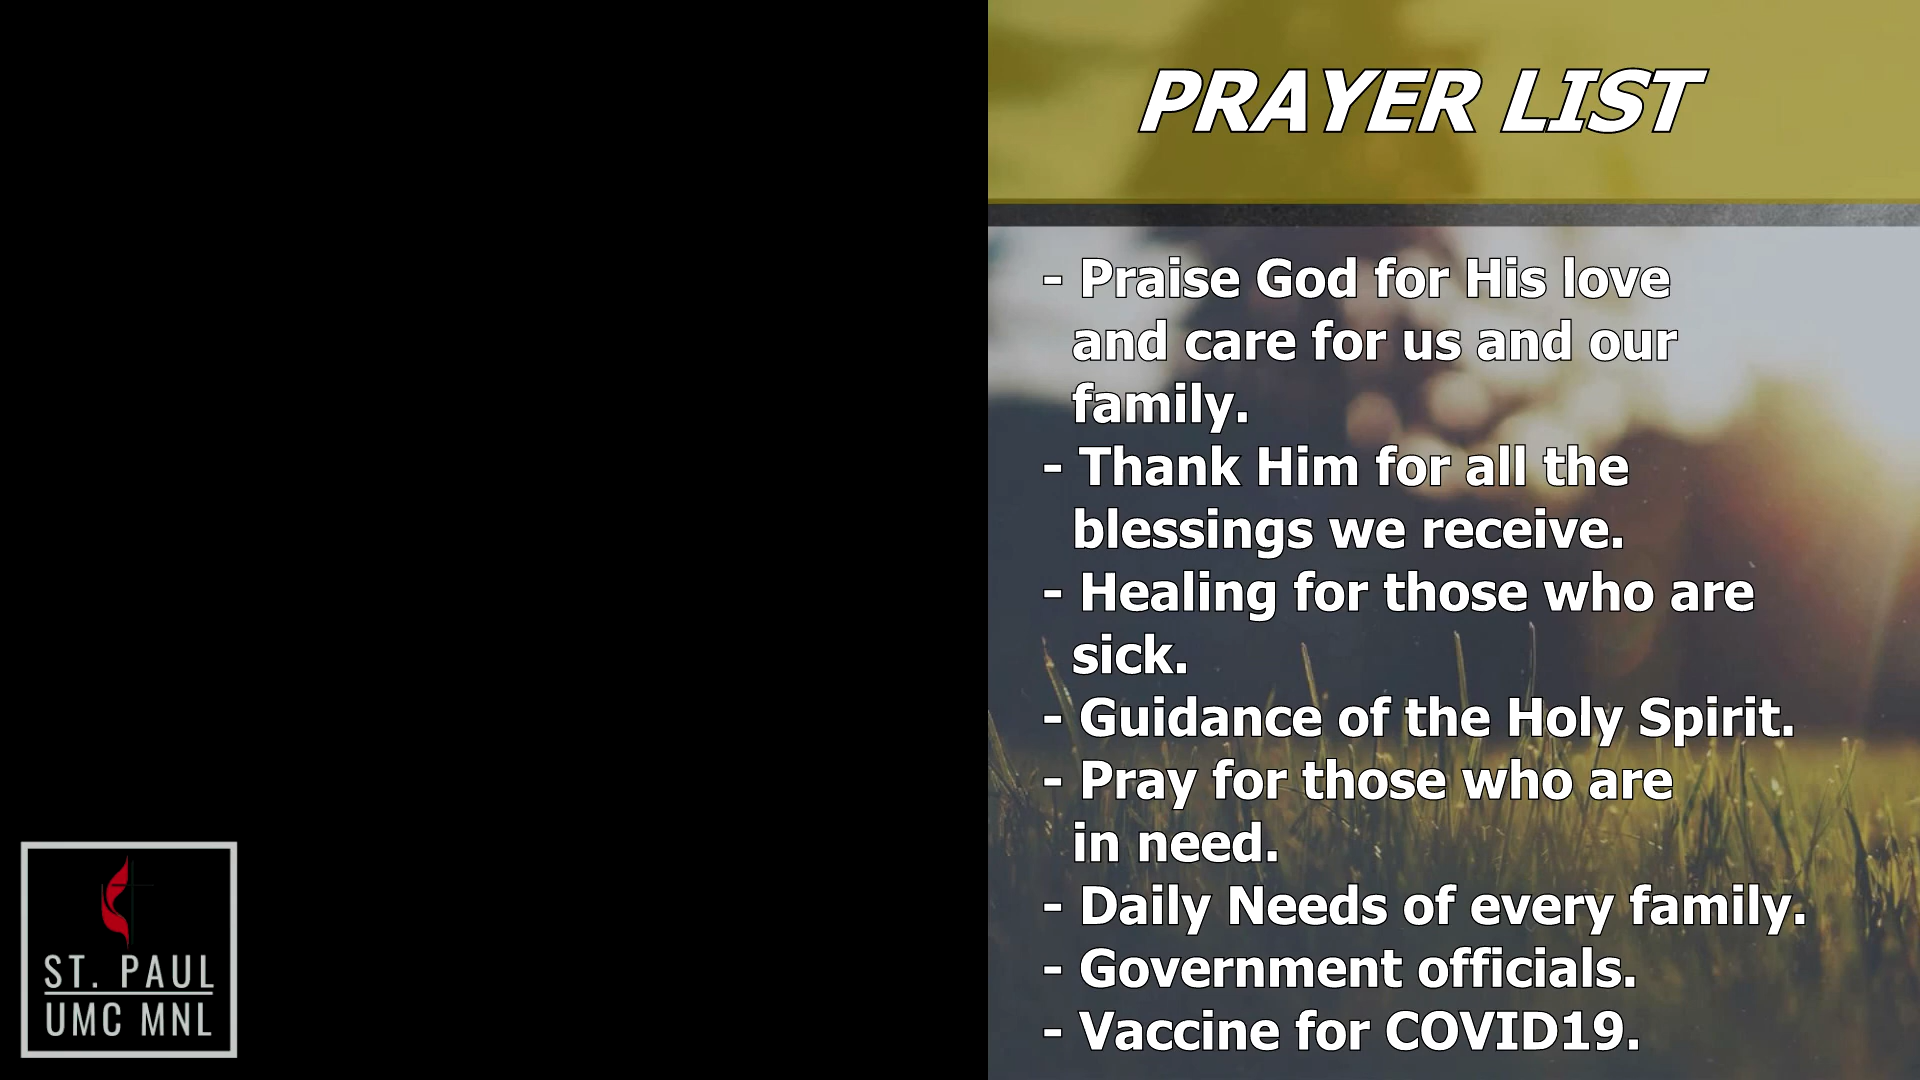 PRAYER LIST
- Praise God for His love
and care for us and our
family.
- Thank Him for all the
blessings we receive.
- Healing for those who are
sick.
- Guidance of the Holy Spirit.
- Pray for those who are
in need.
- Daily Needs of every family.
- Government officials.
- Vaccine for COVID19.
ST. PAUL
UMC MNL